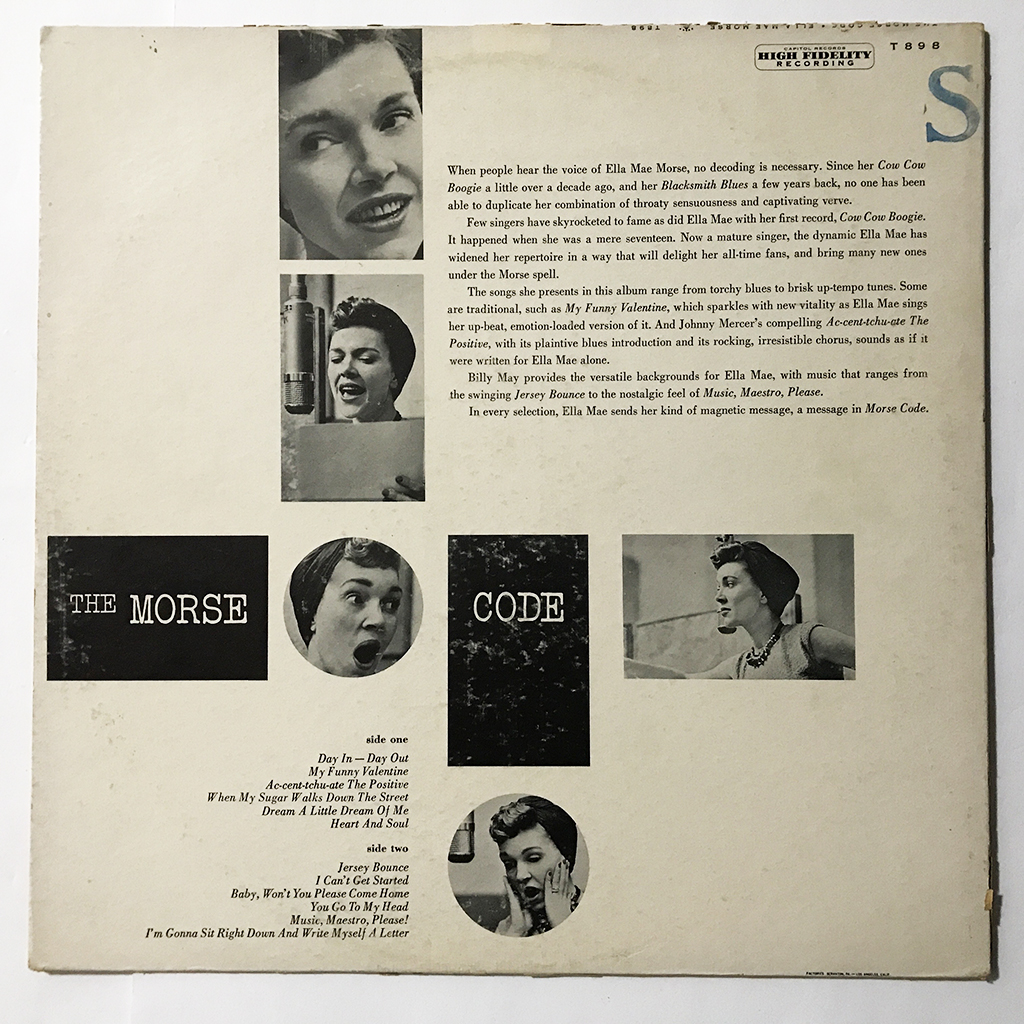 THE MORSE CODE • ELLA MAE MORSE T898
CAPITOL RECORDS
HIGH FIDELITY
RECORDING
T 898
S
When people hear the voice of Ella Mae Morse, no decoding is necessary. Since her Cow Cow
Boogie a little over a decade ago, and her Blacksmith Blues a few years back, no one has been
able to duplicate her combination of throaty sensuousness and captivating verve.
Few singers have skyrocketed to fame as did Ella Mae with her first record, Cow Cow Boogie.
It happened when she was a mere seventeen. Now a mature singer, the dynamic Ella Mae has
widened her repertoire in a way that will delight her all-time fans, and bring many new ones
under the Morse spell.
The songs she presents in this album range from torchy blues to brisk up-tempo tunes. Some
are traditional, such as My Funny Valentine, which sparkles with new vitality as Ella Mae sings
her up-beat, emotion-loaded version of it. And Johnny Mercer's compelling Ac-cent-tchu-ate The
Positive, with its plaintive blues introduction and its rocking, irresistible chorus, sounds as if it
were written for Ella Mae alone.
Billy May provides the versatile backgrounds for Ella Mae, with music that ranges from
the swinging Jersey Bounce to the nostalgic feel of Music, Maestro, Please.
In every selection, Ella Mae sends her kind of magnetic message, a message in Morse Code.
THE MORSE
CODE
side one
Day In — Day Out
My Funny Valentine
Ac-cent-tchu-ate The Positive
When My Sugar Walks Down The Street
Dream A Little Dream Of Me
Heart And Soul
side two
Jersey Bounce
I Can't Get Started
Baby, Won't You Please Come Home
You Go To My Head
Music, Maestro, Please!
I'm Gonna Sit Right Down And Write Myself A Letter
FACTORIES: SCRANTON, PA. — LOS ANGELES, CALIF.